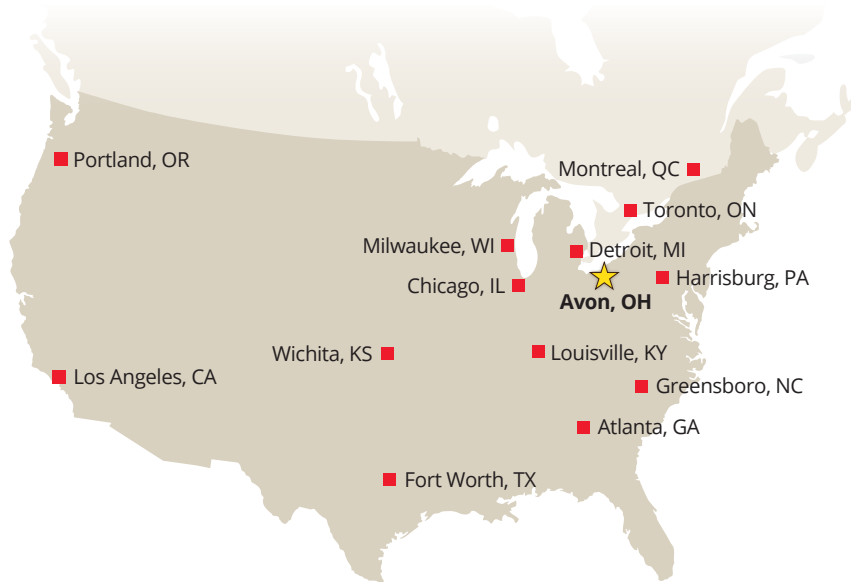 Portland, OR
Montreal, QC
Toronto, ON
Milwaukee, WI
Detroit, MI
Chicago, IL
Harrisburg, PA
Avon, OH
Wichita, KS
Louisville, KY
Los Angeles, CA
Greensboro, NC
Atlanta, GA
Fort Worth, TX